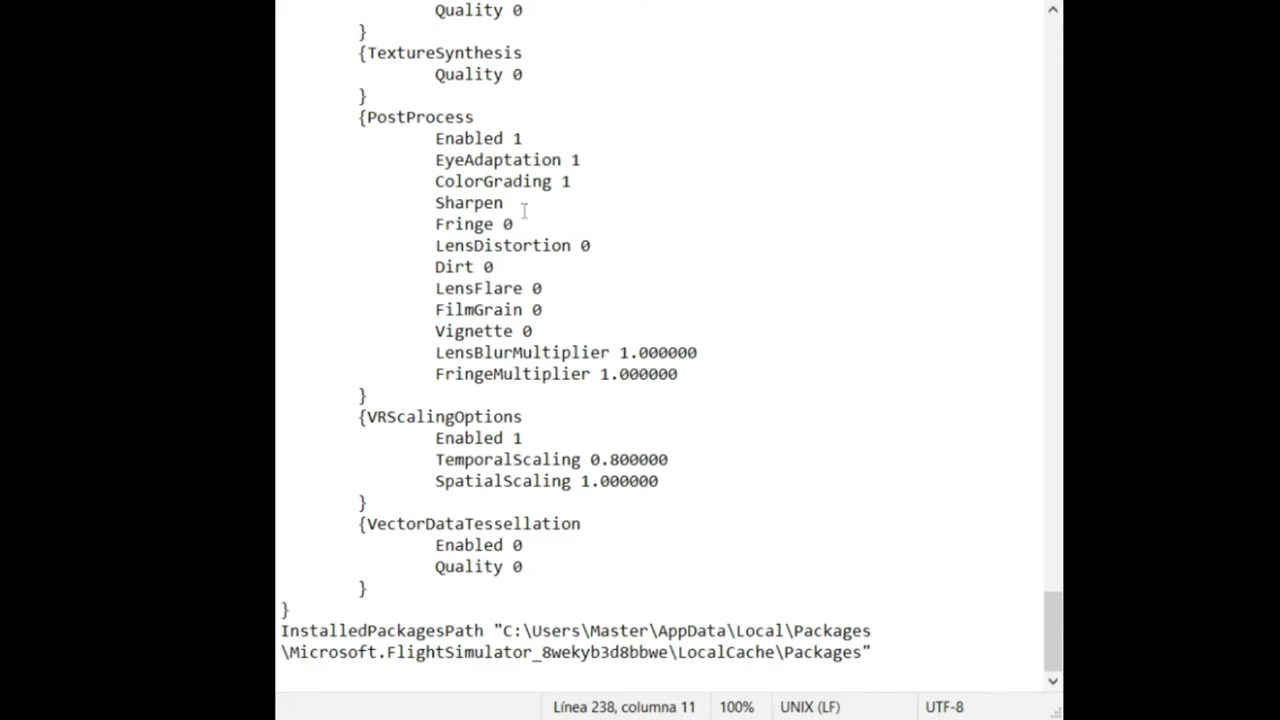 Quality 0
}
{TextureSynthesis
Quality 0
}
{PostProcess
Enabled 1
EyeAdaptation 1
ColorGrading 1
Sharpen
Fringe 0
LensDistortion 0
Dirt 0
LensFlare 0
FilmGrain 0
Vignette 0
LensBlurMultiplier 1.000000
FringeMultiplier 1.000000
}
{VRScalingOptions
Enabled 1
TemporalScaling 0.800000
SpatialScaling 1.000000
}
{VectorDataTessellation
Enabled 0
Quality 0
}
}
InstalledPackagesPath "C:\Users\Master\AppData\Local\Packages
\Microsoft.FlightSimulator_8wekyb3d8bbwe\LocalCache\Packages"
Línea 238, columna 11 100% UNIX (LF) UTF-8